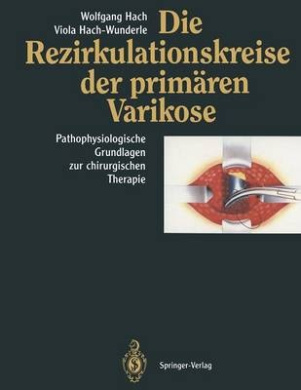 Wolfgang Hach
Viola Hach-Wunderle
Die
Rezirkulationskreise
der primären
Varikose
Pathophysiologische
Grundlagen
zur chirurgischen
Therapie
Springer-Verlag